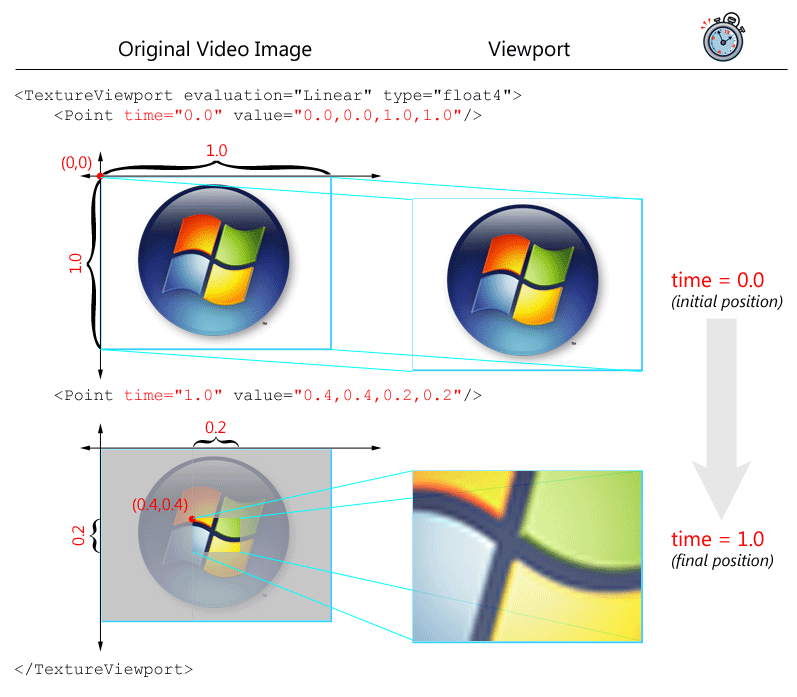 Original Video Image
Viewport
<TextureViewport evaluation="Linear" type="float4">
<Point time="0.0" value="0.0,0.0,1.0,1.0"/>
1.0
(0,0)
1.0
™
™
time = 0.0
(initial position)
<Point time="1.0" value="0.4,0.4,0.2,0.2"/>
0.2
(0.4,0.4)
0.2
time = 1.0
(final position)
</TextureViewport>